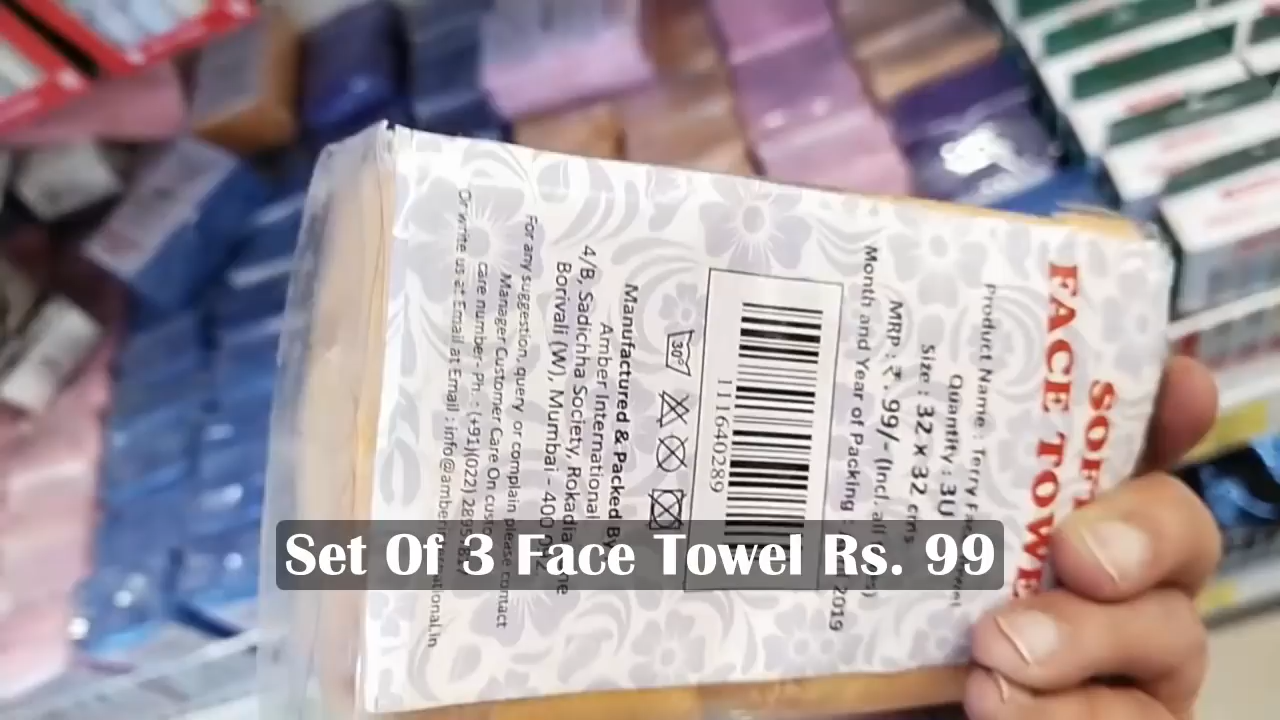 SOFT
FACE TOWE
Product Name : Terry Face
Quantity : 3U
Size : 32 X 32 cms
MRP : ₹. 99/- (Incl. all
Month and Year of Packing : 2019
111640289
30°
Manufactured & Packed By
Amber International
4/B, Sadichha Society, Rokadia
Borivali (W), Mumbai - 400
For any suggestion, query or complain please contact
Manager Customer Care On
care number - Ph.: (+91)(022)
Or write us at Email at Email : info@amber
Set Of 3 Face Towel Rs. 99